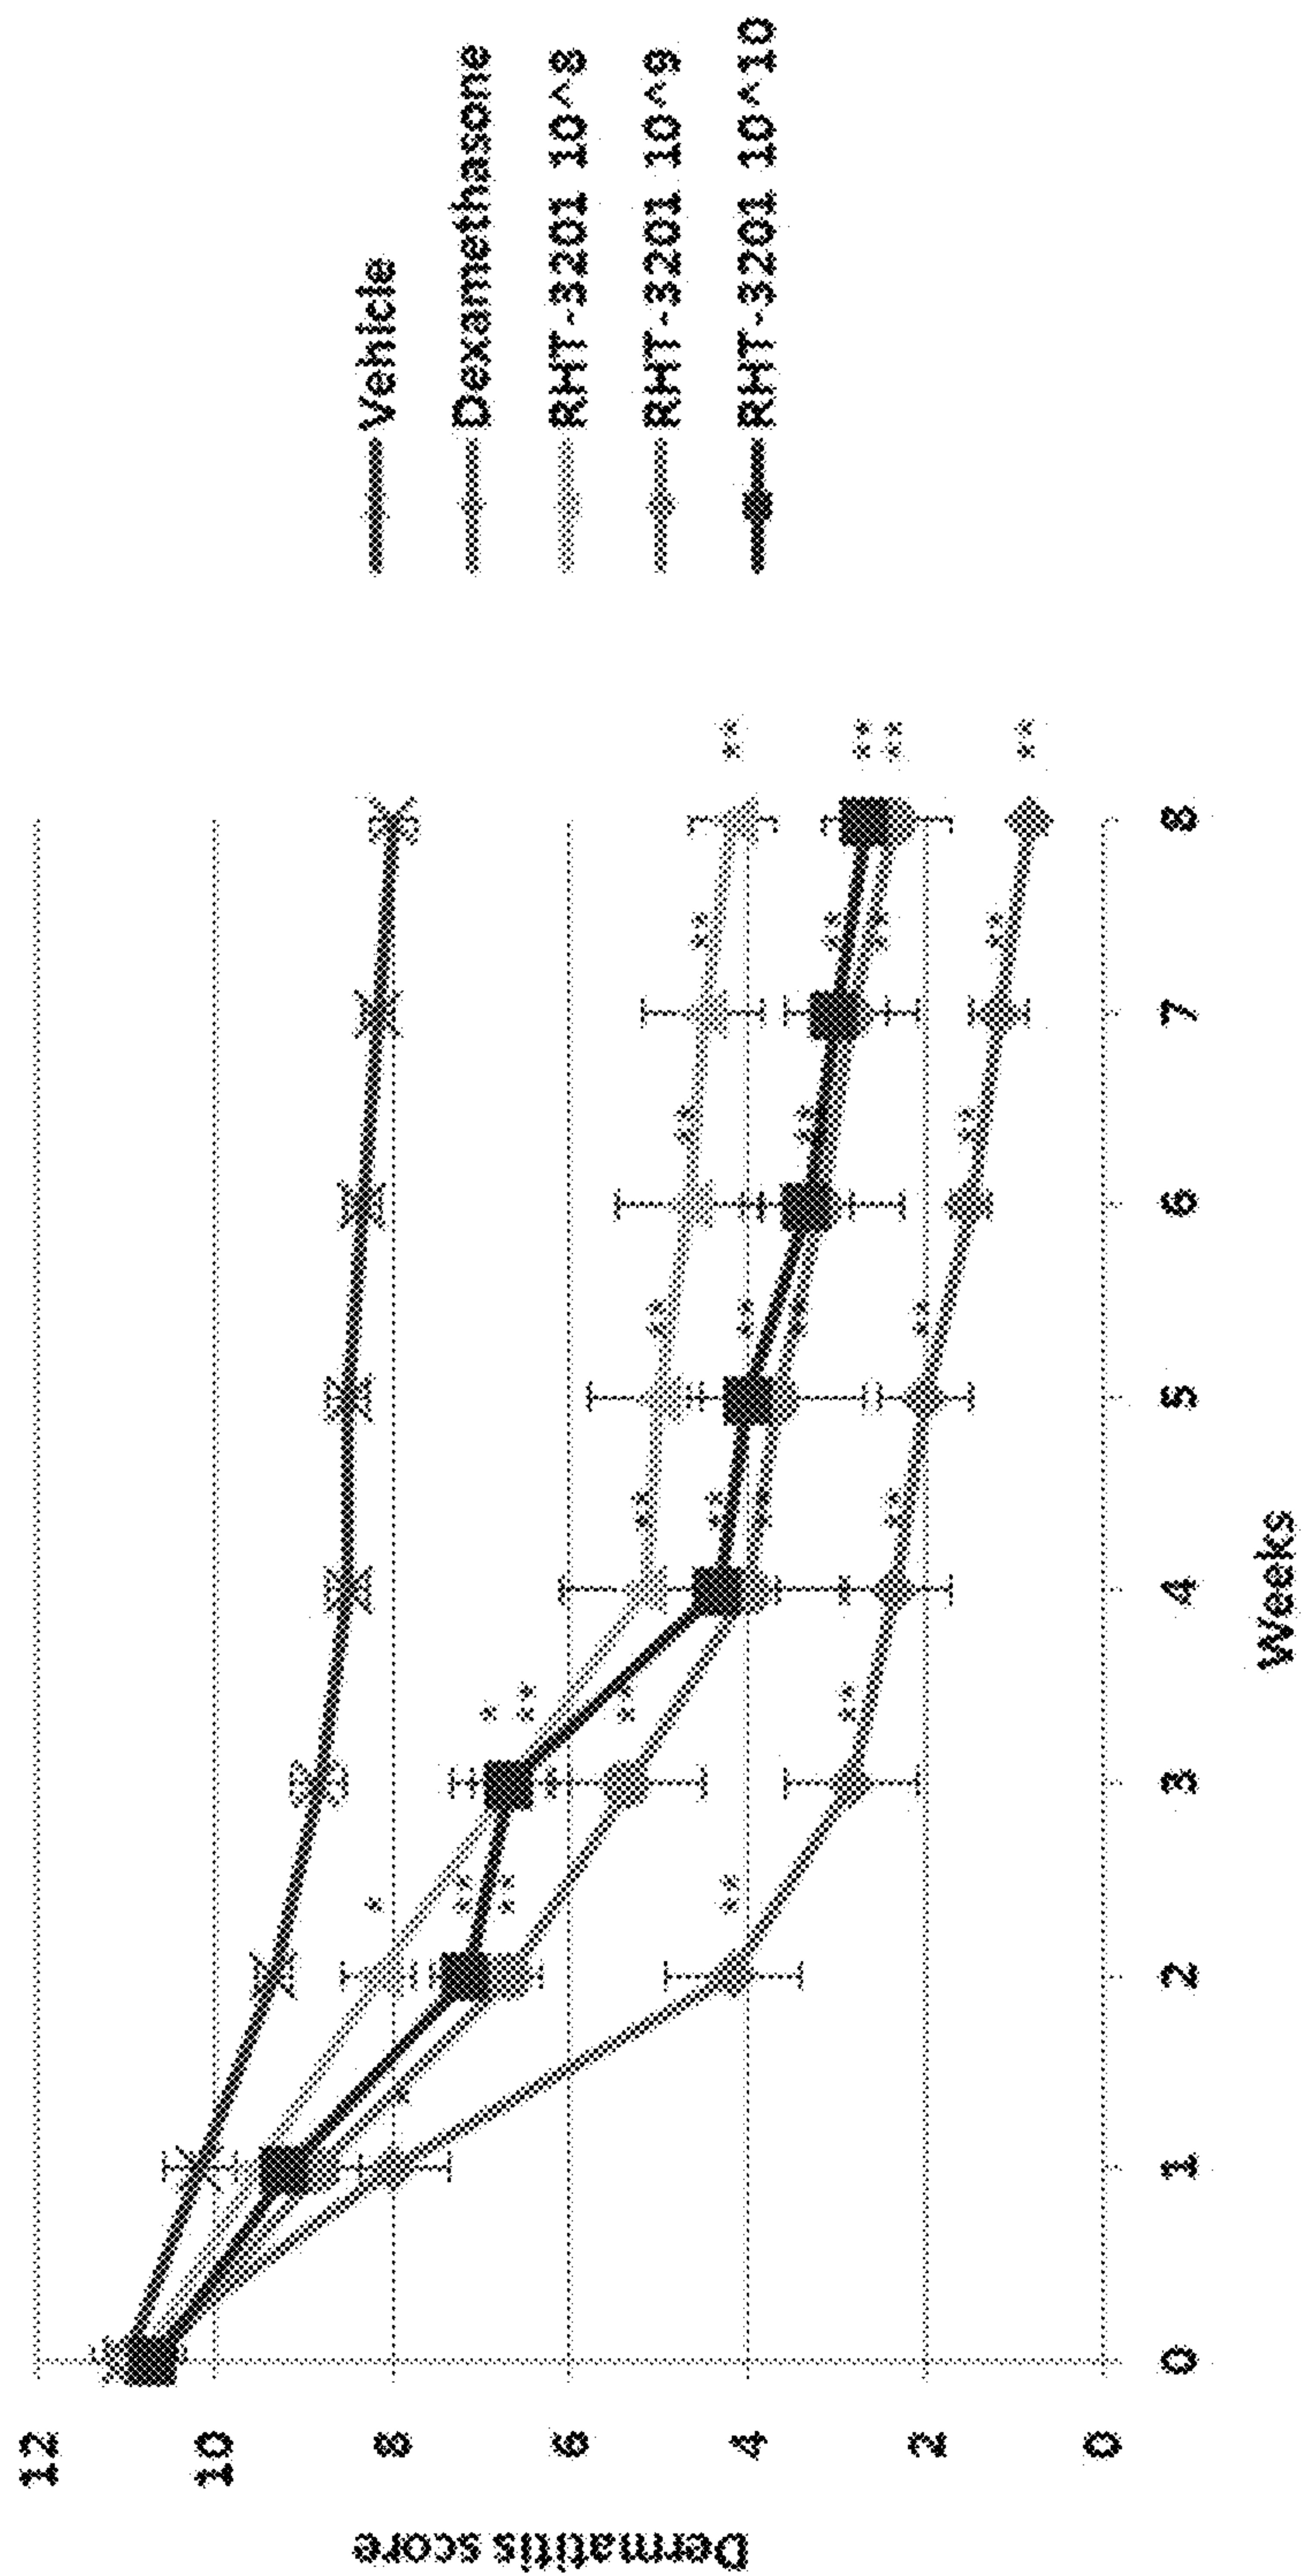 Dermatitis score
12
10
8
6
4
2
0
0 1 2 3 4 5 6 7 8
Weeks
Vehicle
Dexamethasone
RHT-3201 10^8
RHT-3201 10^9
RHT-3201 10^10